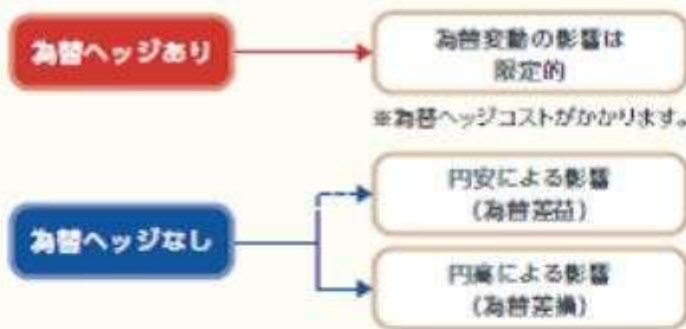 為替ヘッジあり
為替変動の影響は
限定的
※為替ヘッジコストがかかります。
円安による影響
(為替差益)
為替ヘッジなし
円高による影響
(為替差損)